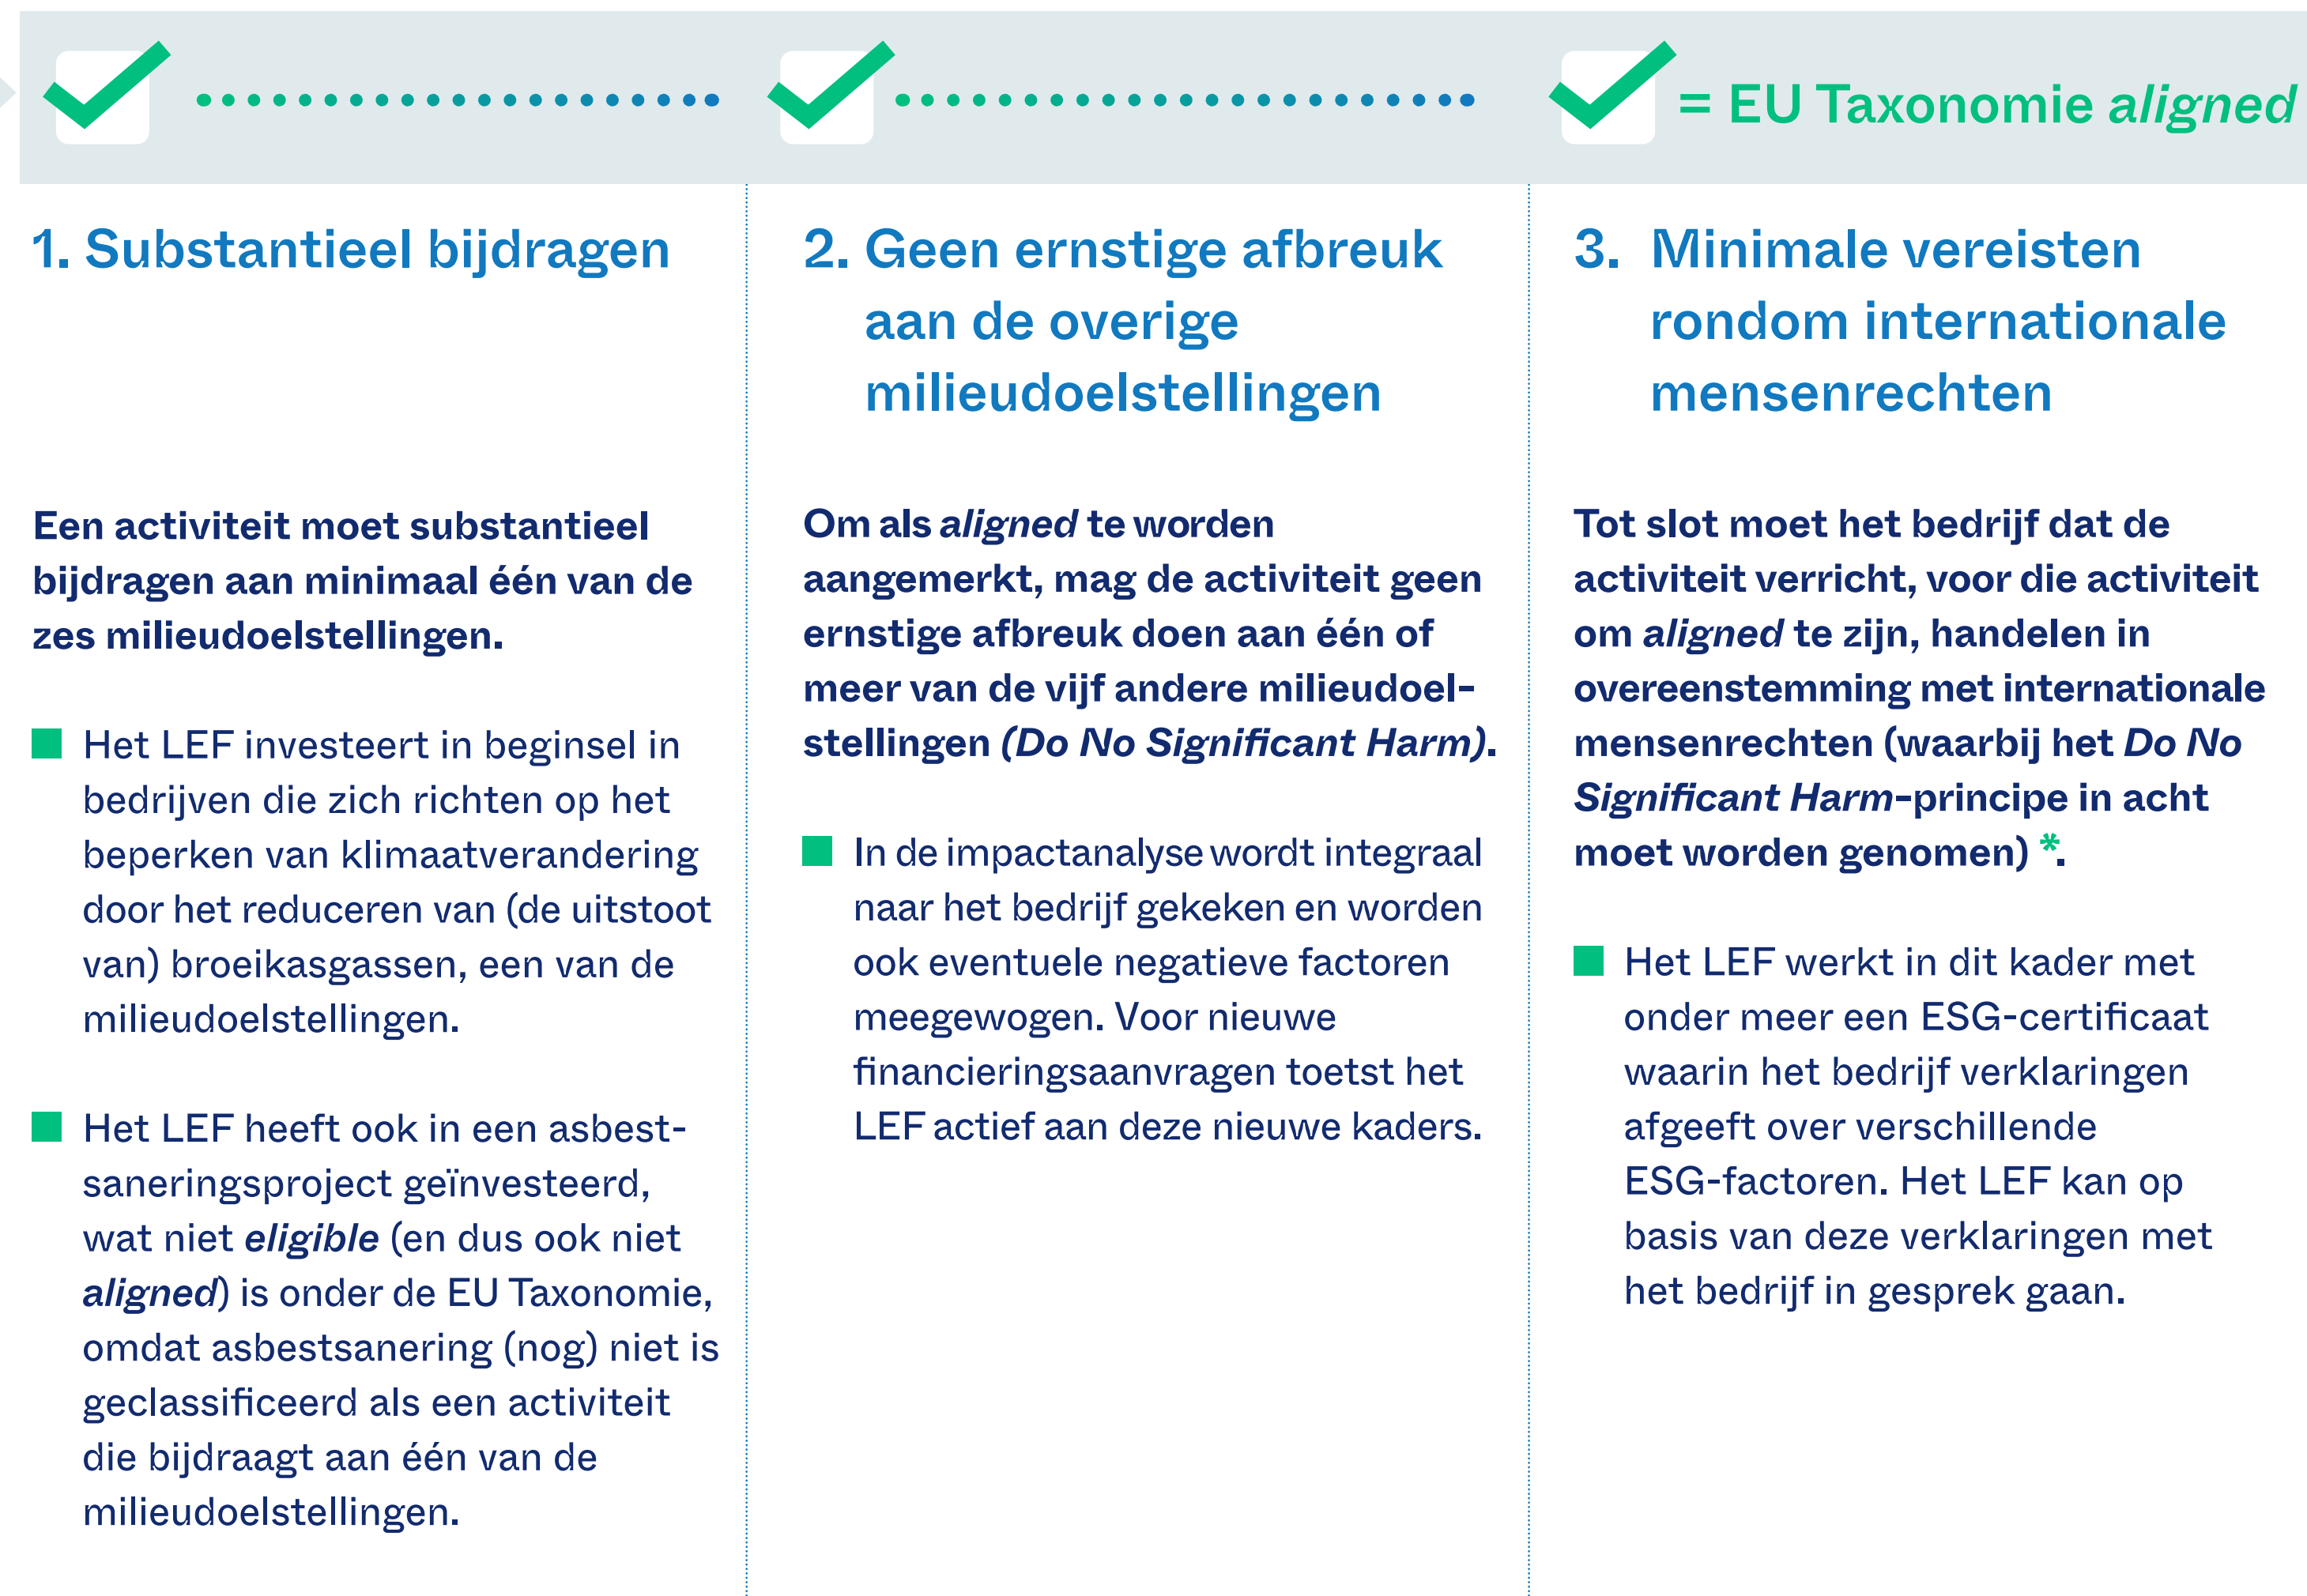 = EU Taxonomie aligned
1. Substantieel bijdragen
Een activiteit moet substantieel
bijdragen aan minimaal één van de
zes milieudoelstellingen.
Het LEF investeert in beginsel in
bedrijven die zich richten op het
beperken van klimaatverandering
door het reduceren van (de uitstoot
van) broeikasgassen, een van de
milieudoelstellingen.
Het LEF heeft ook in een asbest-
saneringsproject geïnvesteerd,
wat niet eligible (en dus ook niet
aligned) is onder de EU Taxonomie,
omdat asbestsanering (nog) niet is
geclassificeerd als een activiteit
die bijdraagt aan één van de
milieudoelstellingen.
2. Geen ernstige afbreuk
aan de overige
milieudoelstellingen
Om als aligned te worden
aangemerkt, mag de activiteit geen
ernstige afbreuk doen aan één of
meer van de vijf andere milieudoel-
stellingen (Do No Significant Harm).
In de impactanalyse wordt integraal
naar het bedrijf gekeken en worden
ook eventuele negatieve factoren
meegewogen. Voor nieuwe
financieringsaanvragen toetst het
LEF actief aan deze nieuwe kaders.
3. Minimale vereisten
rondom internationale
mensenrechten
Tot slot moet het bedrijf dat de
activiteit verricht, voor die activiteit
om aligned te zijn, handelen in
overeenstemming met internationale
mensenrechten (waarbij het Do No
Significant Harm-principe in acht
moet worden genomen) *.
Het LEF werkt in dit kader met
onder meer een ESG-certificaat
waarin het bedrijf verklaringen
afgeeft over verschillende
ESG-factoren. Het LEF kan op
basis van deze verklaringen met
het bedrijf in gesprek gaan.